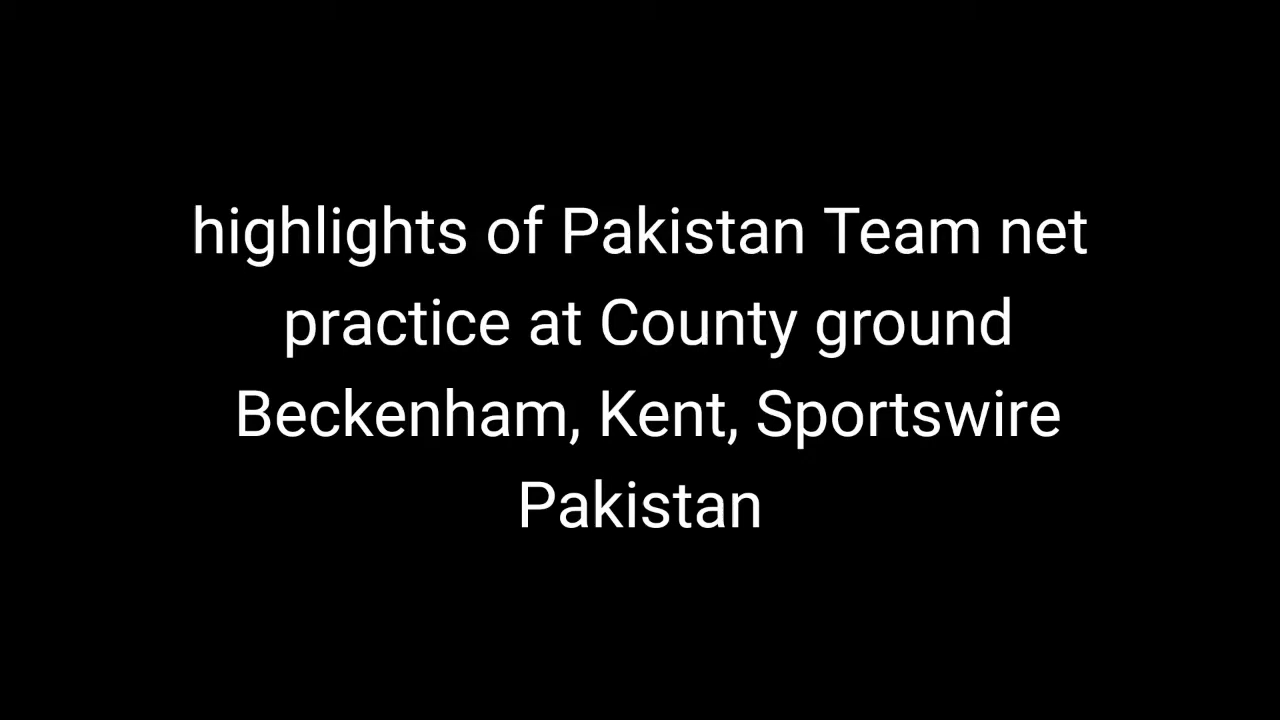 highlights of Pakistan Team net
practice at County ground
Beckenham, Kent, Sportswire
Pakistan